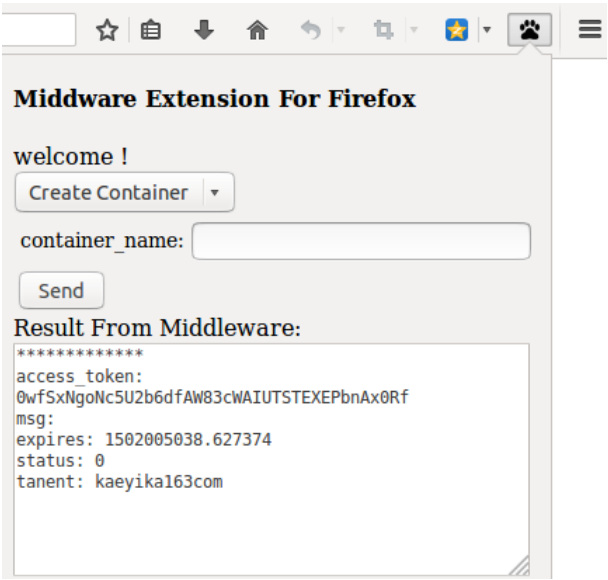 Middware Extension For Firefox
welcome !
Create Container
container_name:
Send
Result From Middleware:
*************
access_token:
0wfSxNgoNc5U2b6dfAW83cWAIUTSTEXEPbnAx0Rf
msg:
expires: 1502005038.627374
status: 0
tanent: kaeyika163com